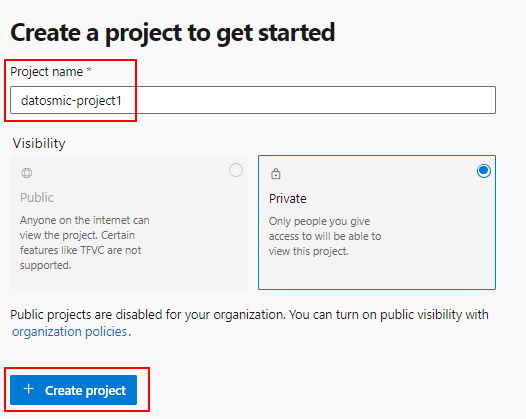 Create a project to get started
Project name *
datosmic-project1
Visibility
Public
Anyone on the internet can
view the project. Certain
features like TFVC are not
supported.
Private
Only people you give
access to will be able to
view this project.
Public projects are disabled for your organization. You can turn on public visibility with
organization policies.
+ Create project